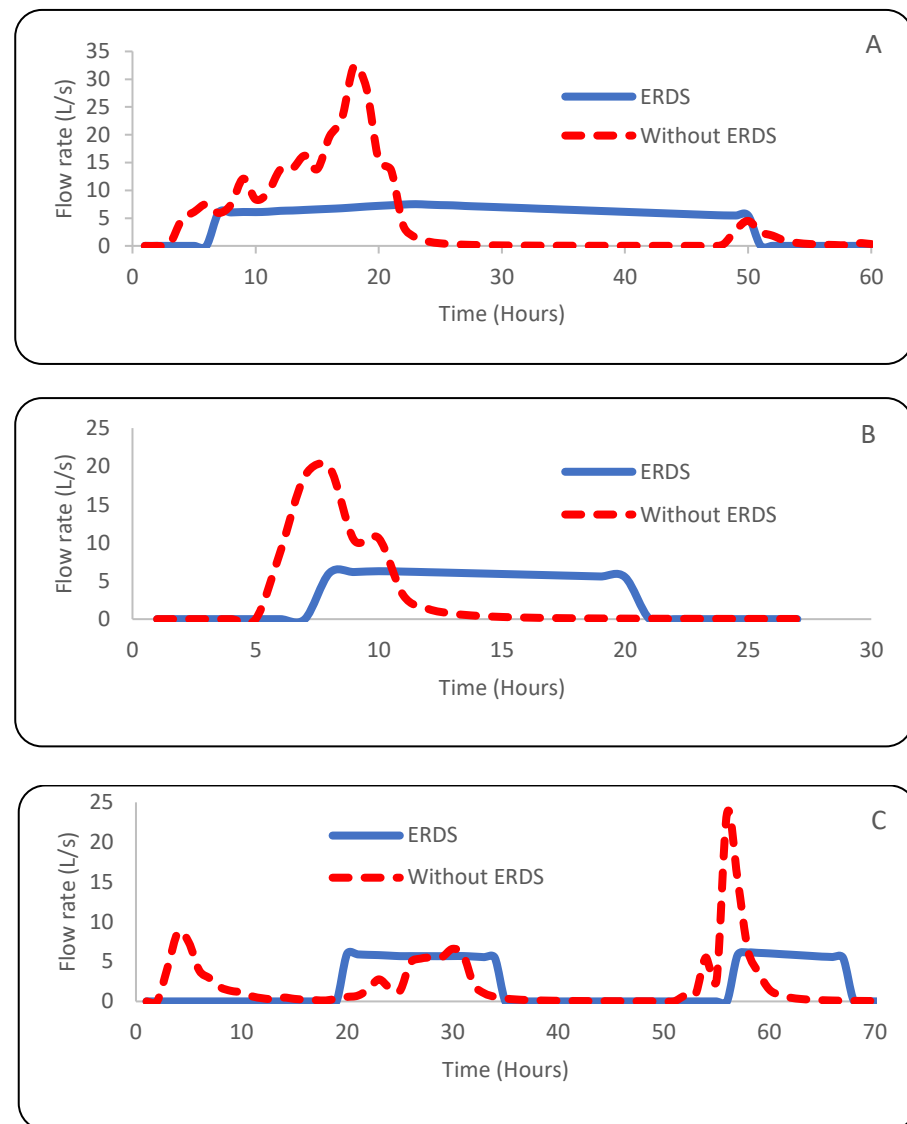 A
Flow rate (L/s)
35
30
25
20
15
10
5
0
ERDS
Without ERDS
0 10 20 30 40 50 60
Time (Hours)
B
Flow rate (L/s)
25
20
15
10
5
0
ERDS
Without ERDS
0 5 10 15 20 25 30
Time (Hours)
C
Flow rate (L/s)
25
20
15
10
5
0
ERDS
Without ERDS
0 10 20 30 40 50 60 70
Time (Hours)